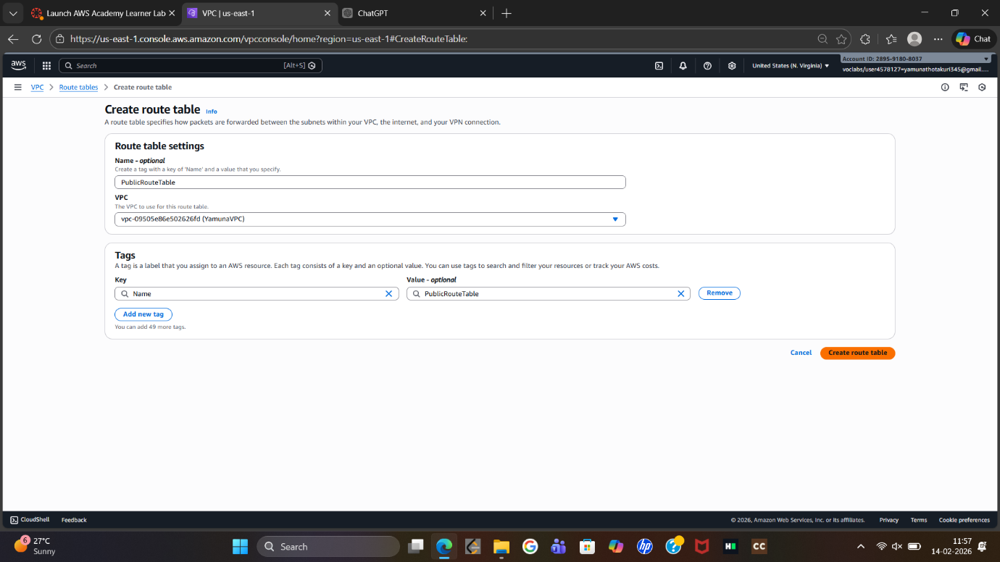 Launch AWS Academy Learner Lab
VPC | us-east-1
ChatGPT
https://us-east-1.console.aws.amazon.com/vpcconsole/home?region=us-east-1#CreateRouteTable:
Chat
aws
Search
[Alt+S]
United States (N. Virginia)
Account ID: 2895-9180-8037
voclabs/user4578127=yamunathotakuri345@gmail....
VPC > Route tables > Create route table
Create route table Info
A route table specifies how packets are forwarded between the subnets within your VPC, the internet, and your VPN connection.
Route table settings
Name - optional
Create a tag with a key of 'Name' and a value that you specify.
PublicRouteTable
VPC
The VPC to use for this route table.
vpc-09505e86e502626fd (YamunaVPC)
Tags
A tag is a label that you assign to an AWS resource. Each tag consists of a key and an optional value. You can use tags to search and filter your resources or track your AWS costs.
Key
Value - optional
Name
PublicRouteTable
Remove
Add new tag
You can add 49 more tags.
Cancel
Create route table
CloudShell
Feedback
© 2026, Amazon Web Services, Inc. or its affiliates.
Privacy
Terms
Cookie preferences
6
27°C
Sunny
Search
hp
CC
11:57
14-02-2026